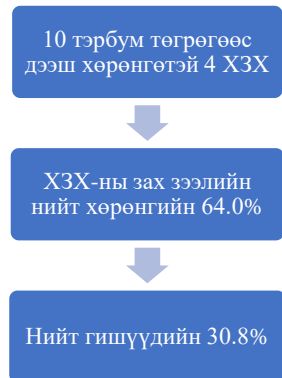 10 тэрбум төгрөгөөс
дээш хөрөнгөтэй 4 ХЗХ
ХЗХ-ны зах зээлийн
нийт хөрөнгийн 64.0%
Нийт гишүүдийн 30.8%